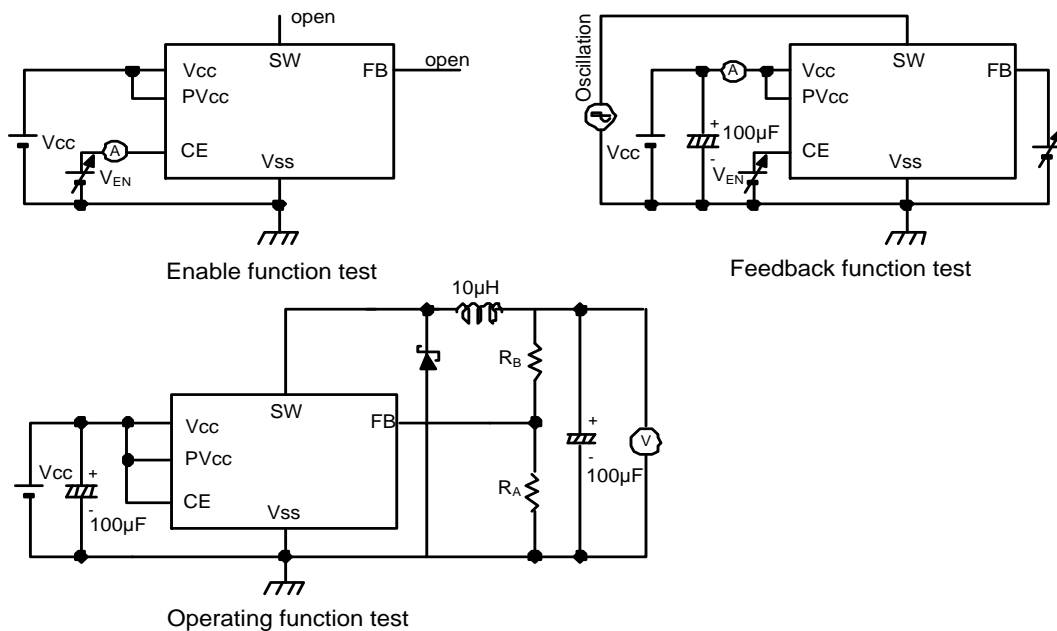 open
SW
FB
open
Vcc
PVcc
CE
Vss
Vcc
A
VEN
Enable function test
Oscillation
SW
FB
A
Vcc
PVcc
CE
Vss
Vcc
+
100µF
-
VEN
Feedback function test
10µH
RB
SW
FB
Vcc
PVcc
CE
Vss
Vcc
+
-
100µF
RA
+
-
100µF
V
Operating function test